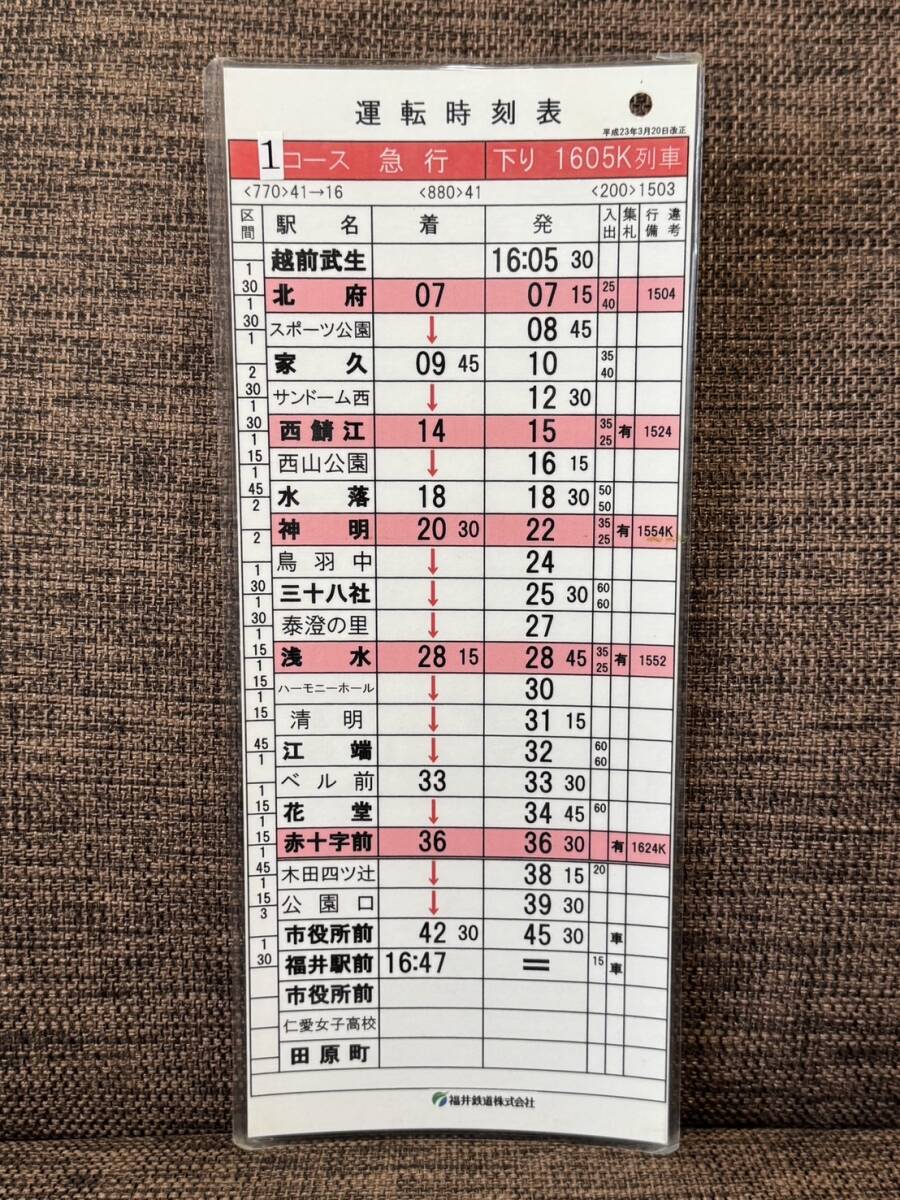 運転時刻表
平成23年3月20日改正
1コース 急行 下り 1605K列車
<770>41→16 <880>41 <200>1503
区間 駅名 着 発 入出 集札 行違備考
越前武生 16:05 30
1 30
北府 07 07 15 25 40 1504
1 30
スポーツ公園 ↓ 08 45
1
家久 09 45 10 35 40
2 30
サンドーム西 ↓ 12 30
1 30
西鯖江 14 15 35 25 有 1524
1 15
西山公園 ↓ 16 15
1 45
水落 18 18 30 50 50
2
神明 20 30 22 35 25 有 1554K
2
鳥羽中 ↓ 24
1 30
三十八社 ↓ 25 30 60 60
1 30
泰澄の里 ↓ 27
1 15
浅水 28 15 28 45 35 25 有 1552
1 15
ハーモニーホール ↓ 30
1 15
清明 ↓ 31 15
45
江端 ↓ 32 60 60
1
ベル前 33 33 30
1 15
花堂 ↓ 34 45 60
1 15
赤十字前 36 36 30 有 1624K
1 45
木田四ツ辻 ↓ 38 15 20
1 15
公園口 ↓ 39 30
3
市役所前 42 30 45 30 車
1 30
福井駅前 16:47 = 15 車
市役所前
仁愛女子高校
田原町
福井鉄道株式会社